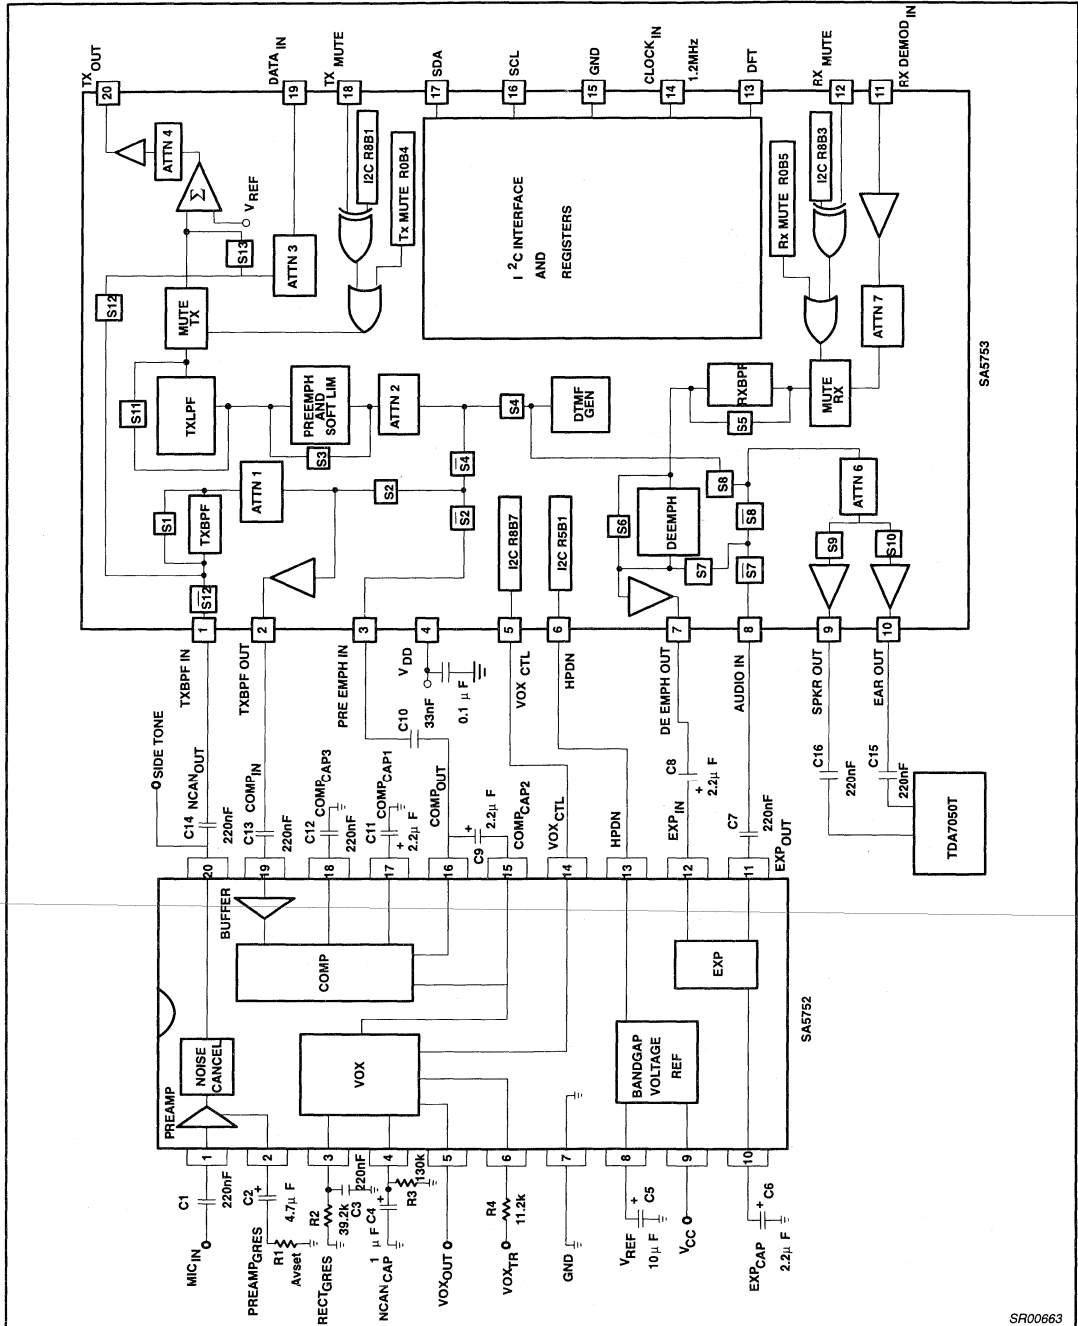 TX OUT
20
DATA IN
19
TX MUTE
18
SDA
17
SCL
16
GND
15
CLOCK IN
1.2MHz
14
DFT
13
RX MUTE
12
RX DEMOD IN
11
ATTN 4
Σ
V REF
S13
ATTN 3
S12
MUTE TX
I2C R8B1
Tx MUTE R0B4
I2C INTERFACE
AND
REGISTERS
Rx MUTE R0B5
I2C R8B3
ATTN 7
SA5753
S11
TXLPF
PREEMPH
AND
SOFT LIM
S3
ATTN 2
S4
DTMF
GEN
RXBPF
S5
MUTE
RX
S1
TXBPF
ATTN 1
S2
S4
S2
S12
I2C R8B7
I2C R5B1
S6
DEEMPH
S7
S8
S8
S7
ATTN 6
S9
S10
1
2
3
4
5
6
7
8
9
10
TXBPF IN
TXBPF OUT
PRE EMPH IN
V DD
VOX CTL
HPDN
DE EMPH OUT
AUDIO IN
SPKR OUT
EAR OUT
SIDE TONE
C14 NCAN OUT
220nF
C13 COMP IN
220nF
C12 COMP CAP3
220nF
C11 COMP CAP1
2.2μ F
C10
33nF
0.1 μ F
COMP OUT
C9
2.2μ F
COMP CAP2
VOX CTL
HPDN
EXP IN
C8
2.2μ F
C7
220nF
EXP OUT
C16
220nF
C15
220nF
TDA7050T
20
19
18
17
16
15
14
13
12
11
BUFFER
COMP
EXP
NOISE
CANCEL
PREAMP
VOX
BANDGAP
VOLTAGE
REF
SA5752
1
2
3
4
5
6
7
8
9
10
C1
220nF
MIC IN
C2
4.7μ F
PREAMP GRES
R1
Avset
R2
39.2k
C3
220nF
RECT GRES
C4
1 μ F
R3
130k
NCAN CAP
VOX OUT
R4
11.2k
VOX TR
GND
V REF
10μ F
C5
V CC
EXP CAP
C6
2.2μ F
SR00663